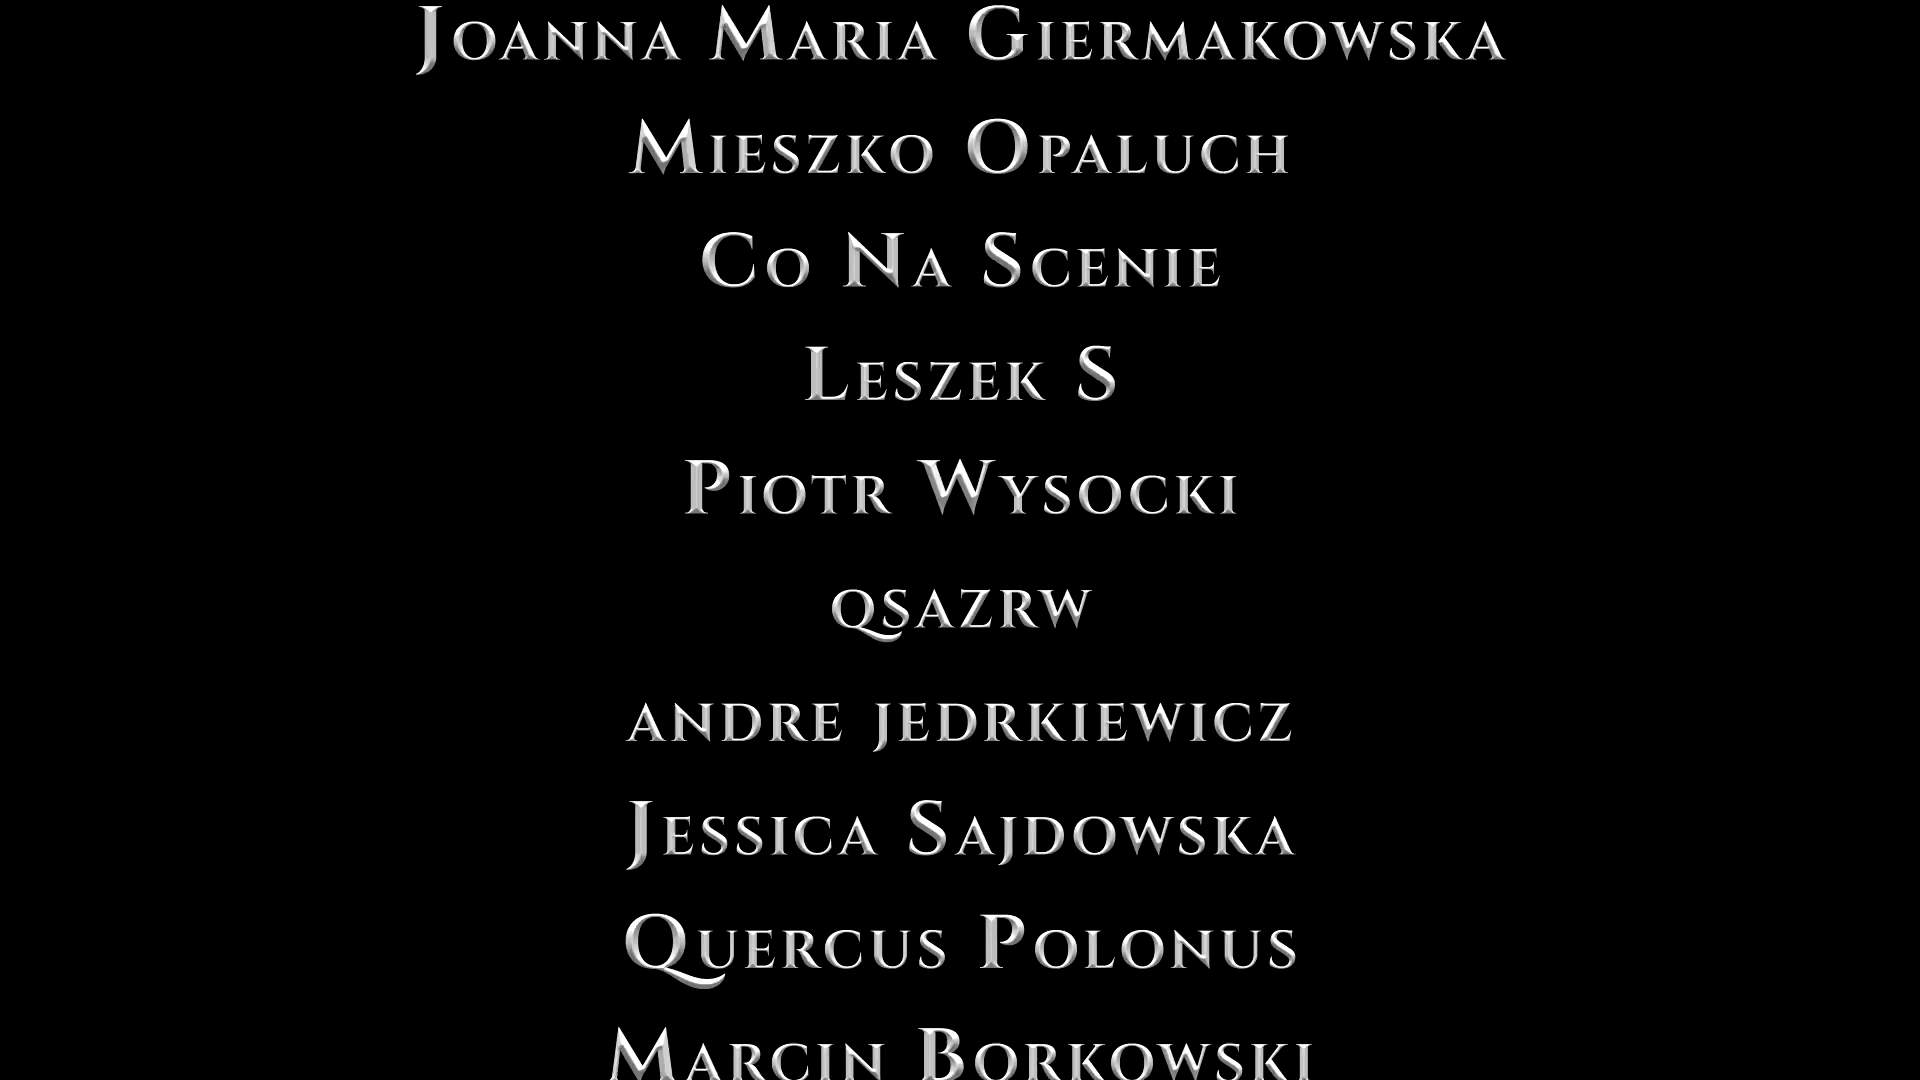 Joanna Maria Giermakowska
Mieszko Opaluch
Co Na Scenie
Leszek S
Piotr Wysocki
qsazrw
andre jedrkiewicz
Jessica Sajdowska
Quercus Polonus
Marcin Borkowski